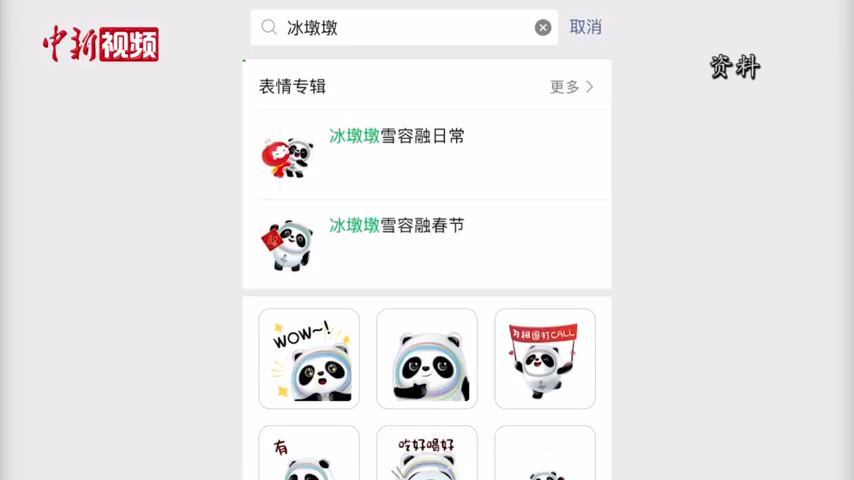 中新视频
资料
冰墩墩
取消
表情专辑
更多
冰墩墩雪容融日常
冰墩墩雪容融春节
WOW~!
为祖国打CALL
有
吃好喝好